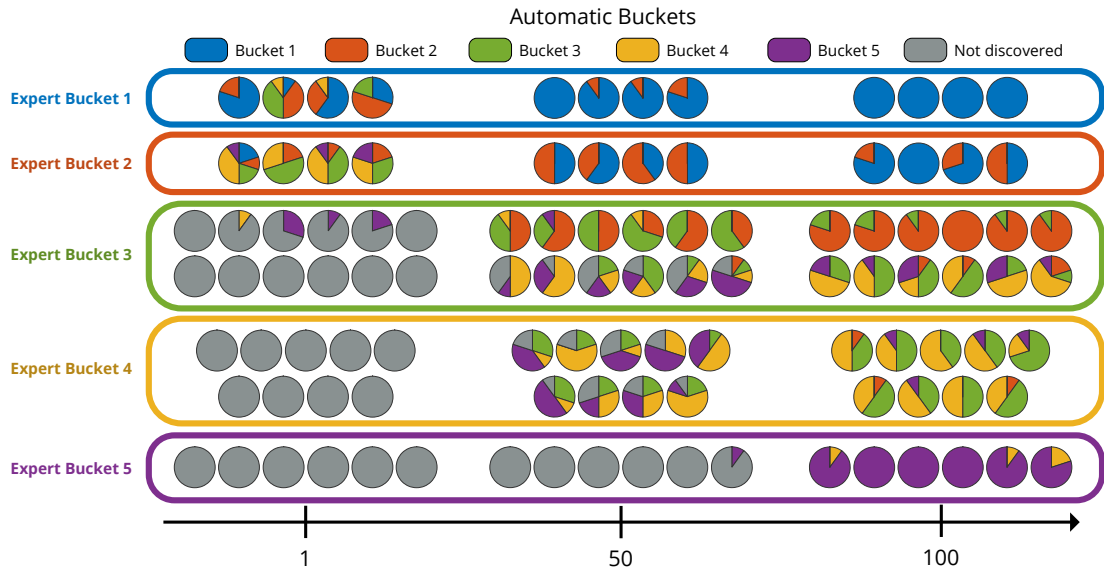 Automatic Buckets
Bucket 1 Bucket 2 Bucket 3 Bucket 4 Bucket 5 Not discovered
Expert Bucket 1
Expert Bucket 2
Expert Bucket 3
Expert Bucket 4
Expert Bucket 5
1 50 100